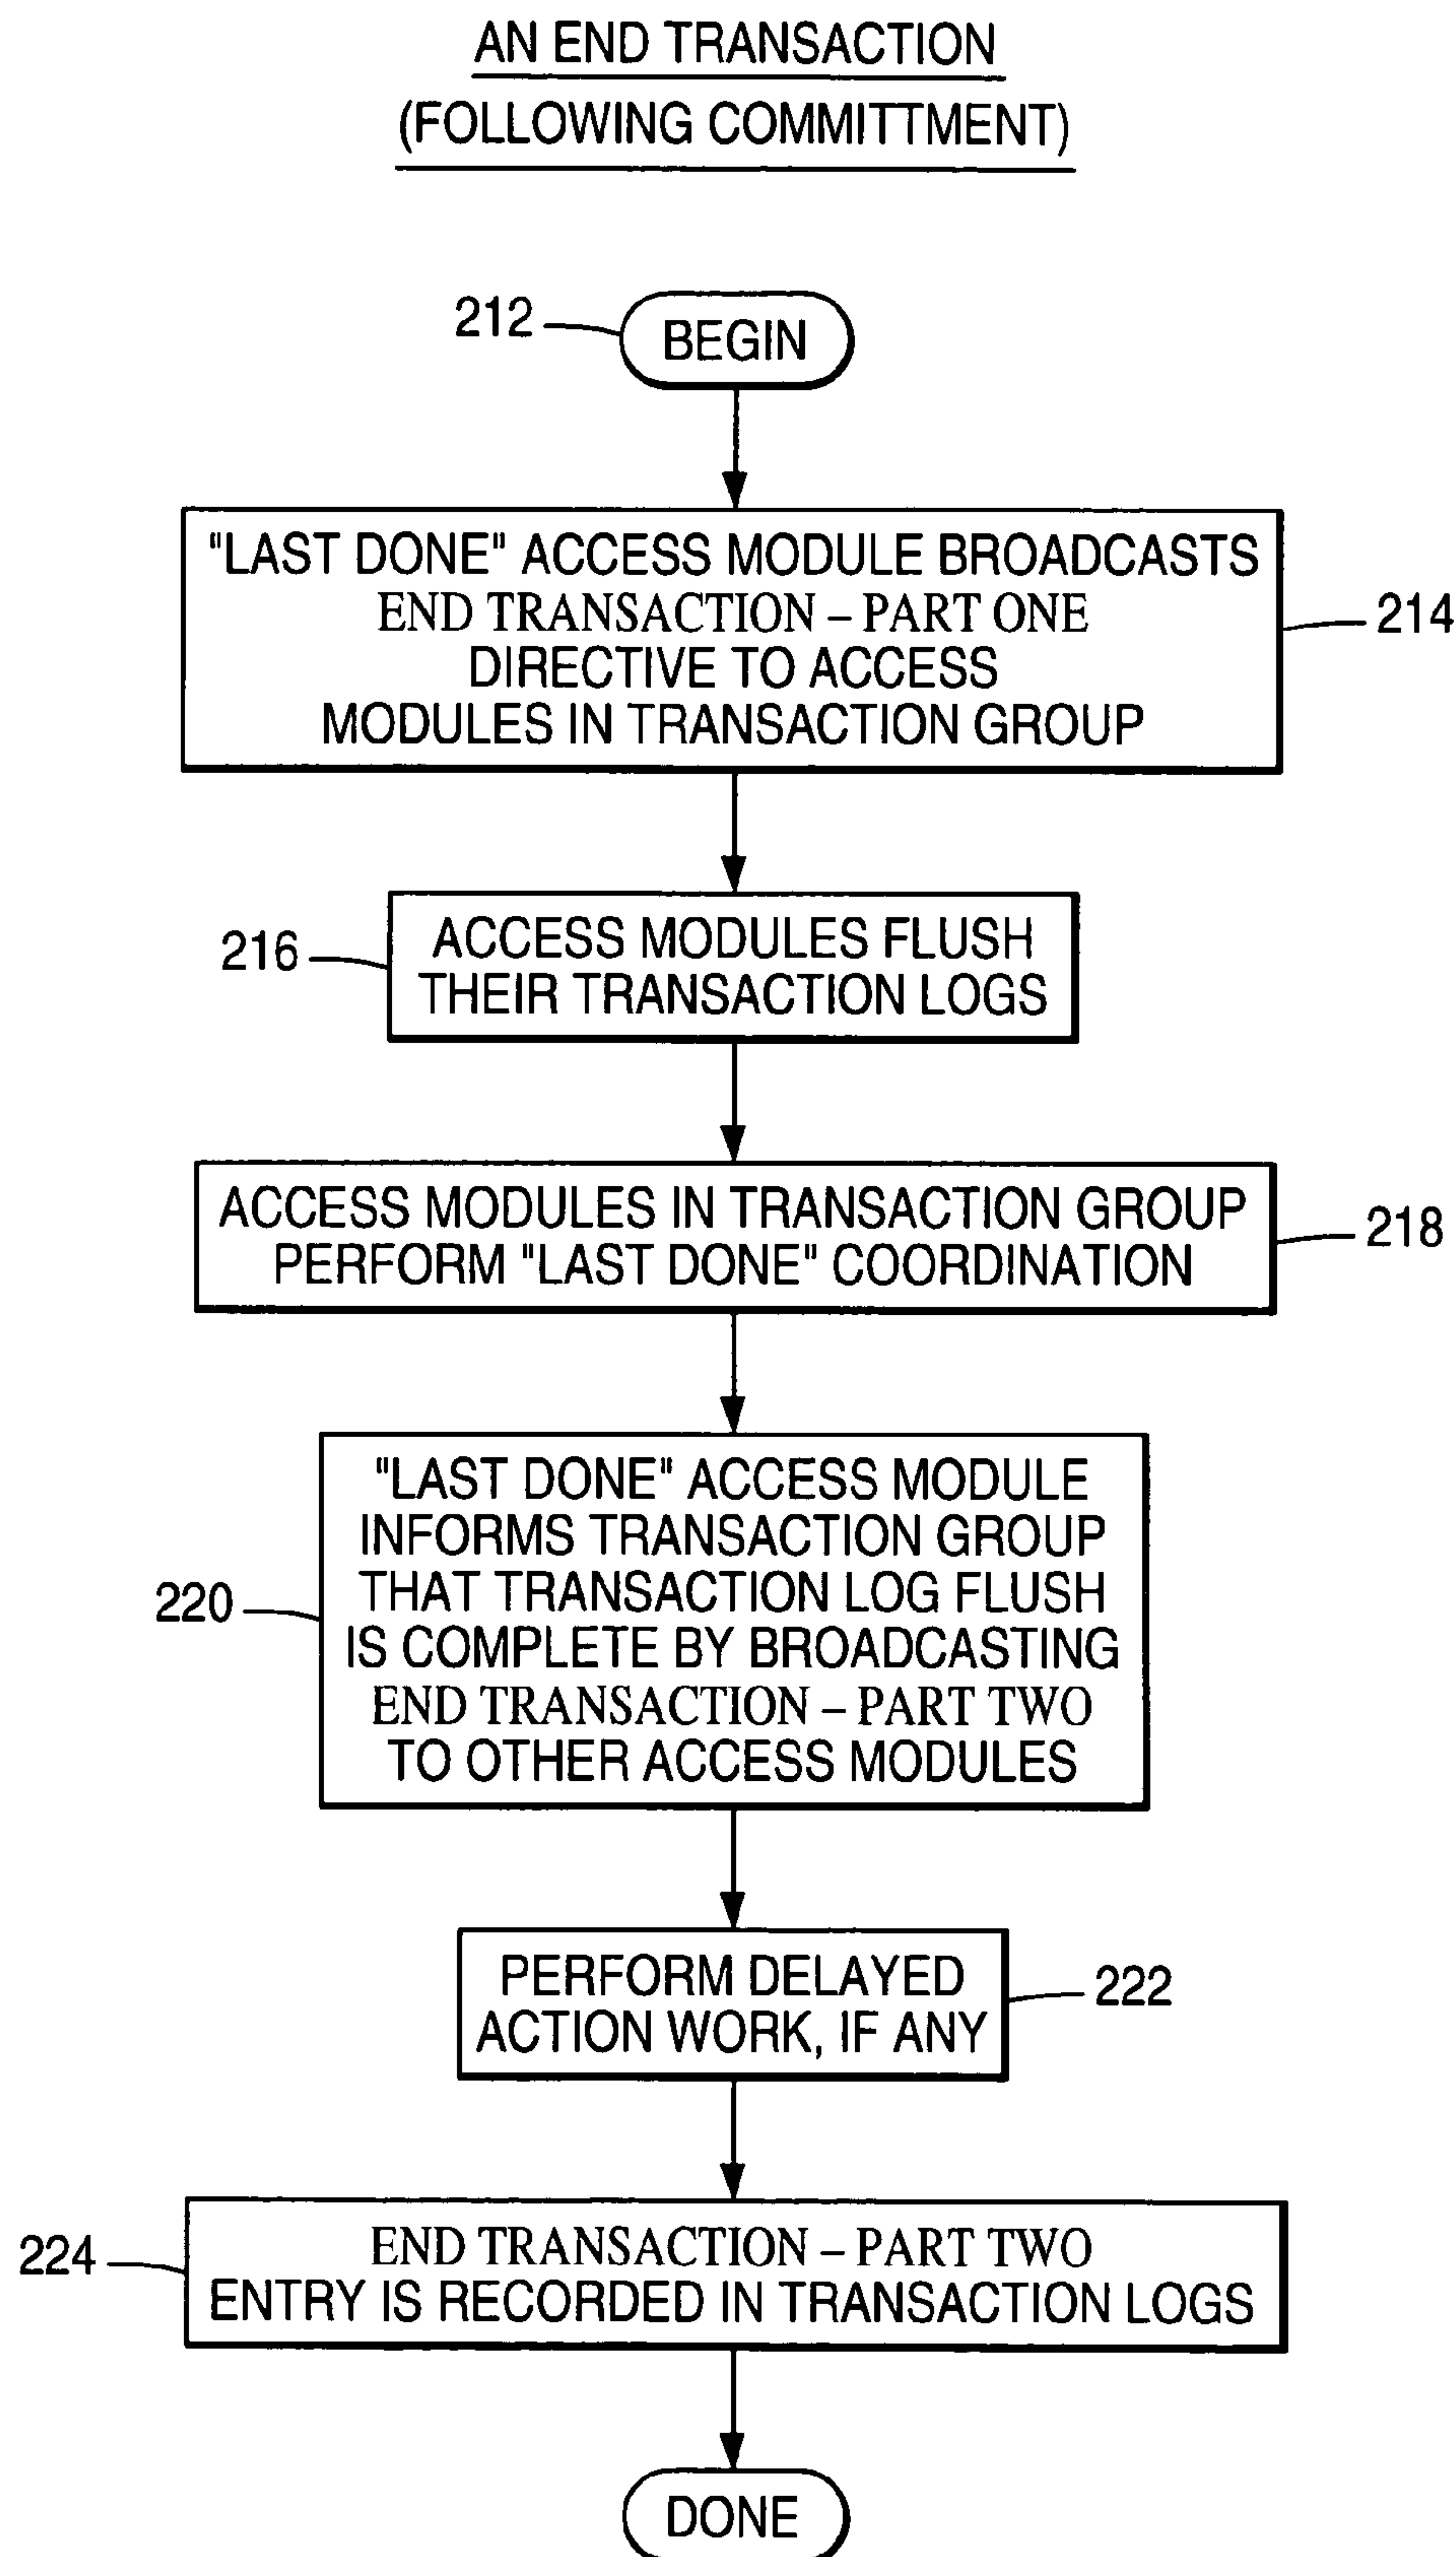 AN END TRANSACTION
(FOLLOWING COMMITTMENT)
212
BEGIN
"LAST DONE" ACCESS MODULE BROADCASTS
END TRANSACTION – PART ONE
DIRECTIVE TO ACCESS
MODULES IN TRANSACTION GROUP
214
216
ACCESS MODULES FLUSH
THEIR TRANSACTION LOGS
ACCESS MODULES IN TRANSACTION GROUP
PERFORM "LAST DONE" COORDINATION
218
220
"LAST DONE" ACCESS MODULE
INFORMS TRANSACTION GROUP
THAT TRANSACTION LOG FLUSH
IS COMPLETE BY BROADCASTING
END TRANSACTION – PART TWO
TO OTHER ACCESS MODULES
PERFORM DELAYED
ACTION WORK, IF ANY
222
224
END TRANSACTION – PART TWO
ENTRY IS RECORDED IN TRANSACTION LOGS
DONE